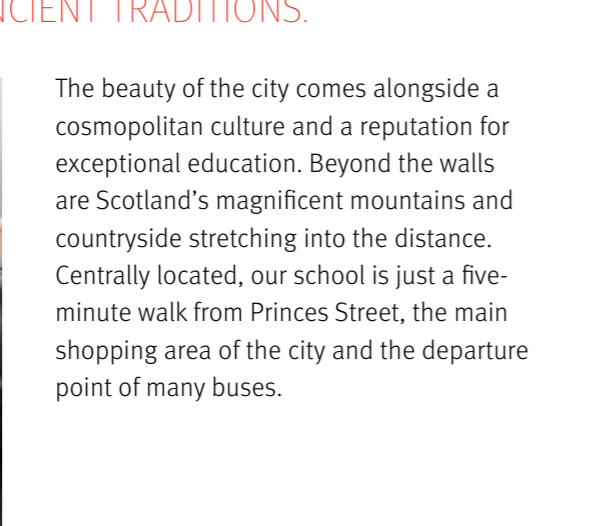 NCIENT TRADITIONS.
The beauty of the city comes alongside a
cosmopolitan culture and a reputation for
exceptional education. Beyond the walls
are Scotland’s magnificent mountains and
countryside stretching into the distance.
Centrally located, our school is just a five-
minute walk from Princes Street, the main
shopping area of the city and the departure
point of many buses.